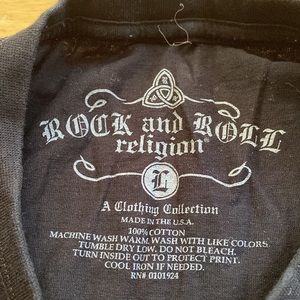 R
ROCK and ROLL
religion®
L
A Clothing Collection
MADE IN THE U.S.A.
100% COTTON
MACHINE WASH WARM. WASH WITH LIKE COLORS.
TUMBLE DRY LOW. DO NOT BLEACH.
TURN INSIDE OUT TO PROTECT PRINT.
COOL IRON IF NEEDED.
RN# 0101924